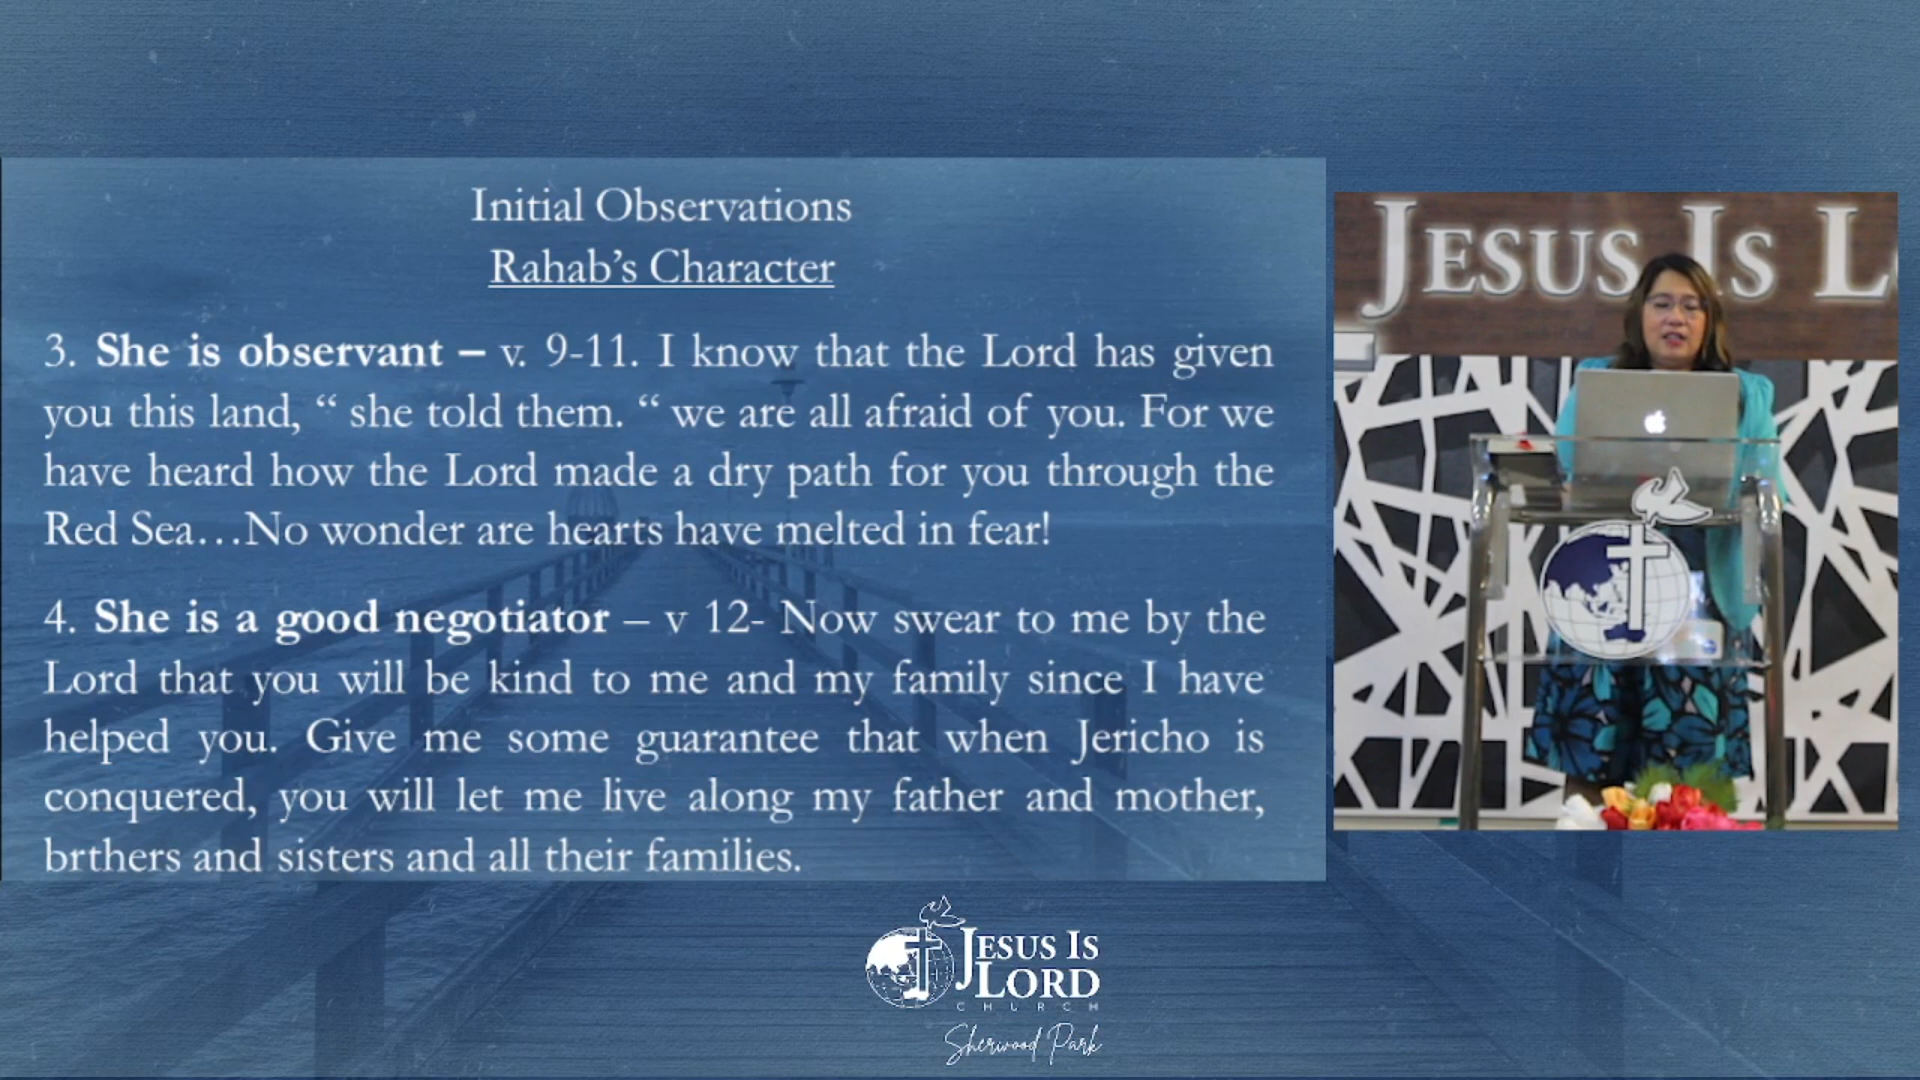 Initial Observations
Rahab’s Character
3. She is observant – v. 9-11. I know that the Lord has given
you this land, “ she told them. “ we are all afraid of you. For we
have heard how the Lord made a dry path for you through the
Red Sea…No wonder are hearts have melted in fear!
4. She is a good negotiator – v 12- Now swear to me by the
Lord that you will be kind to me and my family since I have
helped you. Give me some guarantee that when Jericho is
conquered, you will let me live along my father and mother,
brthers and sisters and all their families.
JESUS IS L
JESUS IS
LORD
CHURCH
Sherwood Park